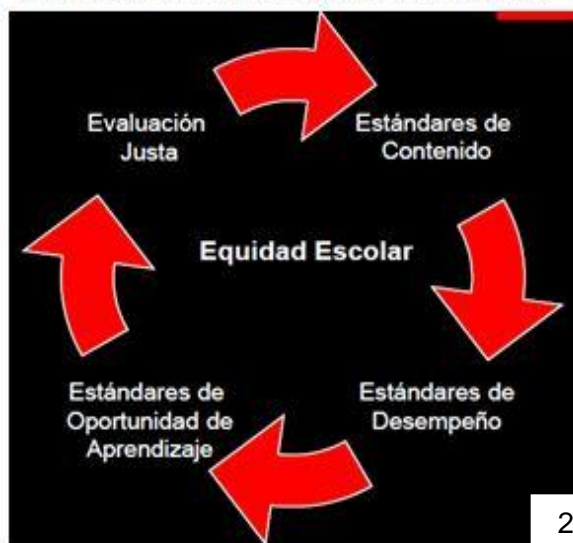 Evaluación
Justa
Estándares de
Contenido
Equidad Escolar
Estándares de
Desempeño
Estándares de
Oportunidad de
Aprendizaje
2